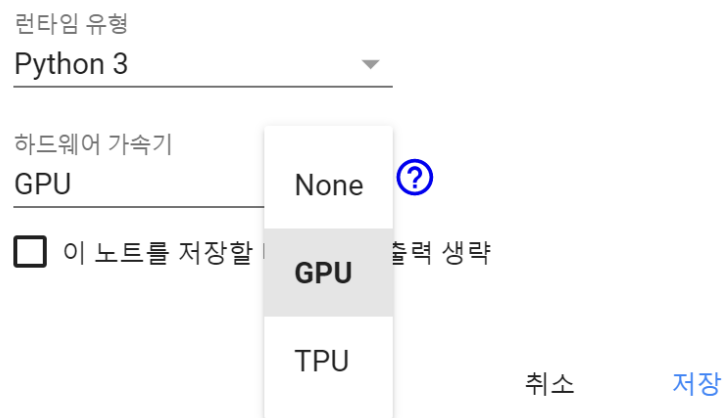 런타임 유형
Python 3
하드웨어 가속기
GPU
None
GPU
TPU
이 노트를 저장할 출력 생략
취소 저장